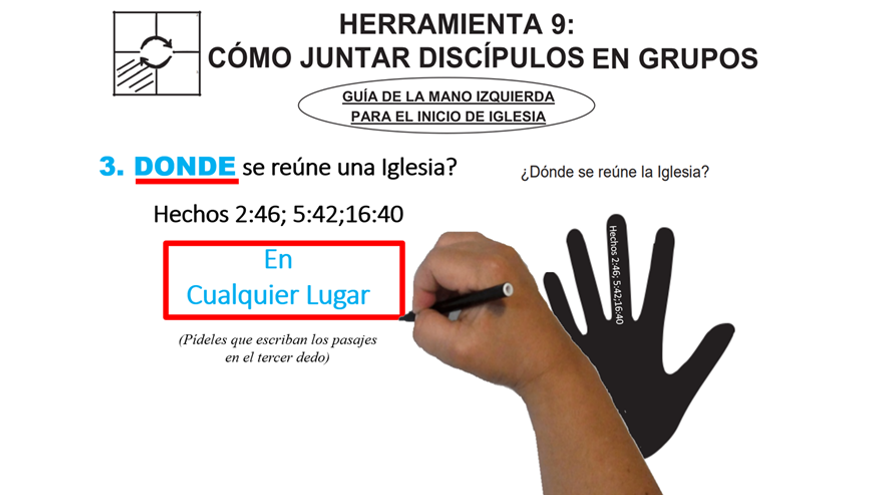 HERRAMIENTA 9:
CÓMO JUNTAR DISCÍPULOS EN GRUPOS
GUÍA DE LA MANO IZQUIERDA
PARA EL INICIO DE IGLESIA
3. DONDE se reúne una Iglesia?
¿Dónde se reúne la Iglesia?
Hechos 2:46; 5:42;16:40
En
Cualquier Lugar
(Pídeles que escriban los pasajes
en el tercer dedo)
Hechos 2:46; 5:42;16:40